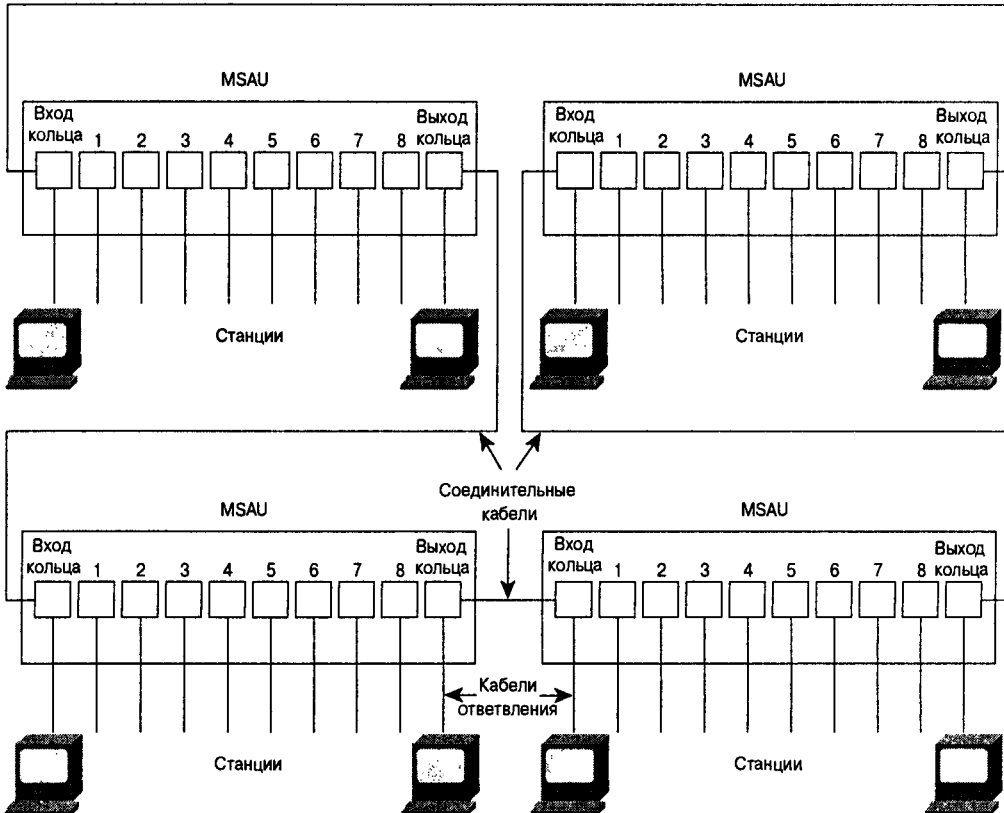 MSAU
Вход
кольца
1 2 3 4 5 6 7 8
Выход
кольца
Станции
MSAU
Вход
кольца
1 2 3 4 5 6 7 8
Выход
кольца
Станции
Соединительные
кабели
MSAU
Вход
кольца
1 2 3 4 5 6 7 8
Выход
кольца
Станции
MSAU
Вход
кольца
1 2 3 4 5 6 7 8
Выход
кольца
Кабели
ответвления
Станции